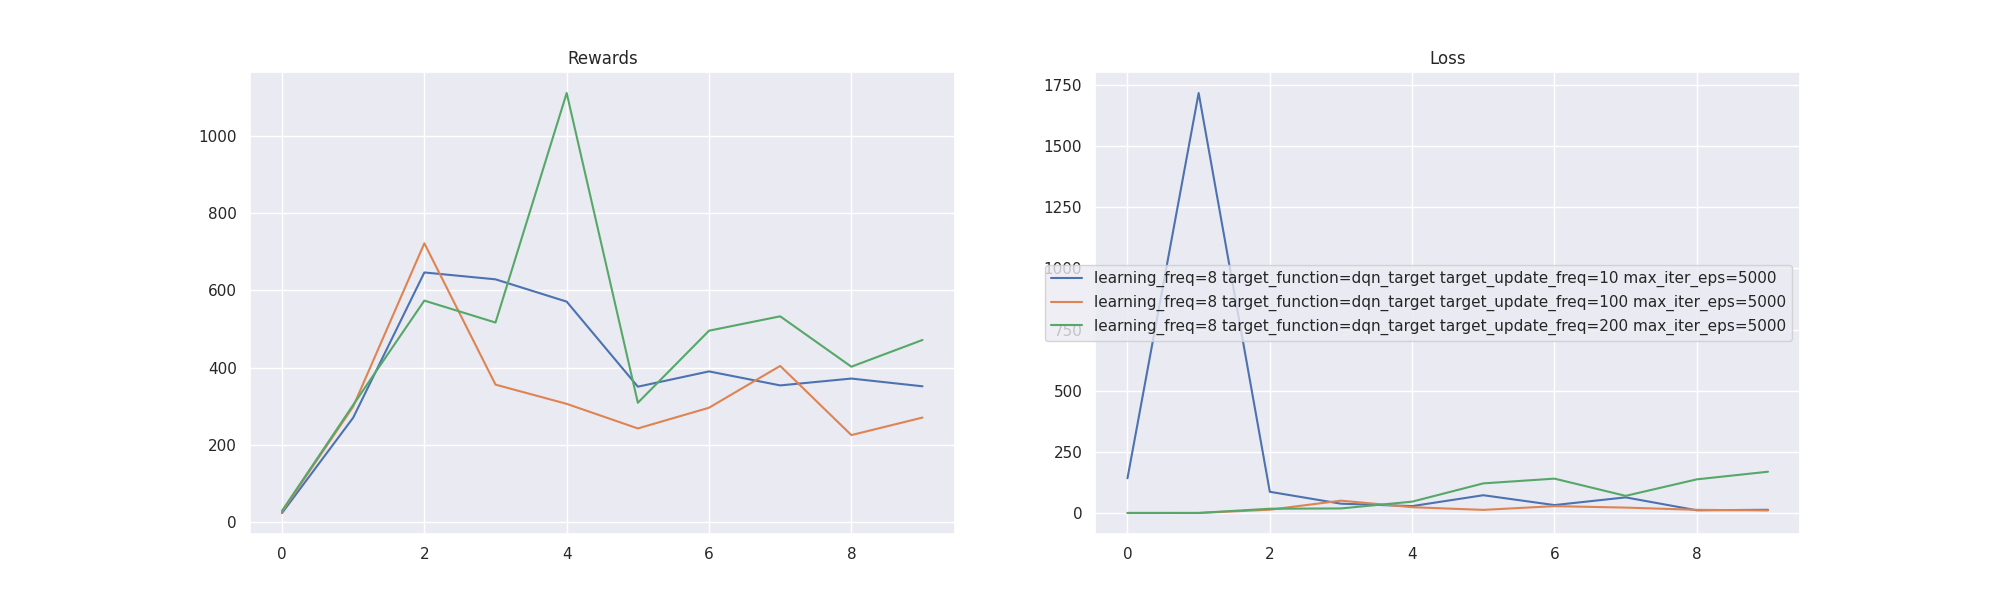 Rewards
1000
800
600
400
200
0
0 2 4 6 8
Loss
1750
1500
1250
1000
learning_freq=8 target_function=dqn_target target_update_freq=10 max_iter_eps=5000
learning_freq=8 target_function=dqn_target target_update_freq=100 max_iter_eps=5000
750
learning_freq=8 target_function=dqn_target target_update_freq=200 max_iter_eps=5000
500
250
0
0 2 4 6 8